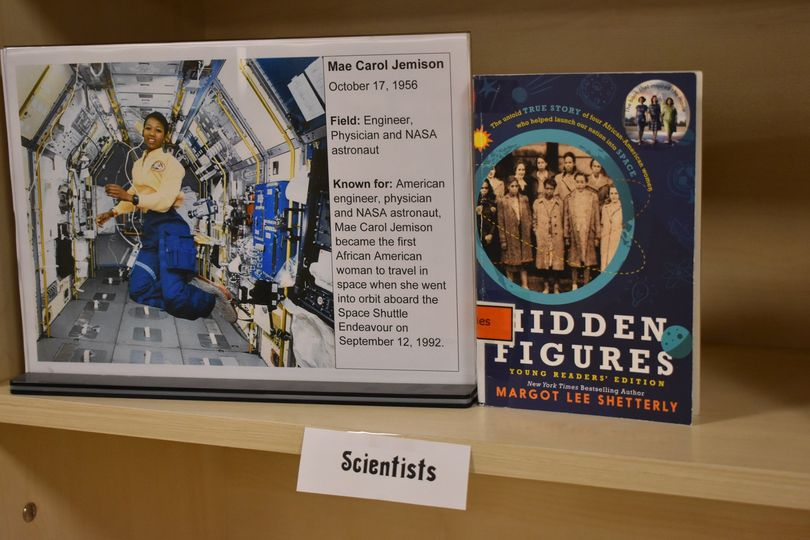 Mae Carol Jemison
October 17, 1956
Field: Engineer,
Physician and NASA
astronaut
Known for: American
engineer, physician
and NASA astronaut,
Mae Carol Jemison
became the first
African American
woman to travel in
space when she went
into orbit aboard the
Space Shuttle
Endeavour on
September 12, 1992.
The untold TRUE STORY of four African-American women
who helped launch our nation into SPACE
ies
HIDDEN
FIGURES
YOUNG READERS' EDITION
New York Times Bestselling Author
MARGOT LEE SHETTERLY
Scientists